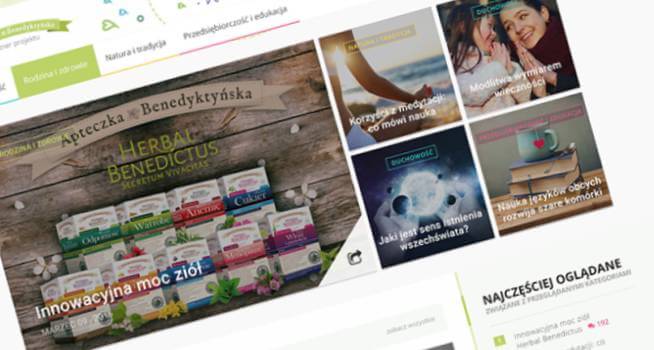 Benedyktyńska
Rodzina i zdrowie
Natura i tradycja
Przedsiębiorczość i edukacja
Apteczka Benedyktyńska
HERBAL
BENEDICTUS
SECRETUM VIVACITAS
Odporność
Wątroba
Ancmic
Cukier
Menopauza
Innowacyjna moc ziół
MARZEC
NATURA I TRADYCJA
Korzyści z medytacji:
co mówi nauka
DUCHOWOŚĆ
Modlitwa wymiarem
wieczności
DUCHOWOŚĆ
Jaki jest sens istnienia
wszechświata?
PRZEDSIĘBIORCZOŚĆ I EDUKACJA
Nauka języków obcych
rozwija szare komórki
zobacz wszystkie
NAJCZĘŚCIEJ OGLĄDANE
ZWIĄZANE Z PRZEGLĄDANYMI KATEGORIAMI
Innowacyjna moc ziół
Herbal Benedictus 192